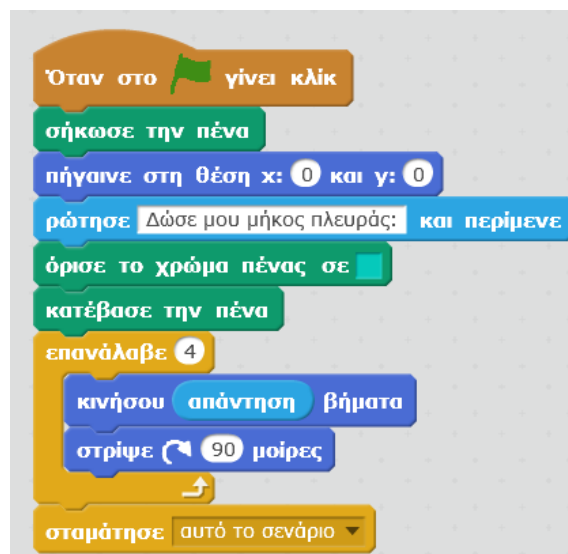 Όταν στο γίνει κλίκ
σήκωσε την πένα
πήγαινε στη θέση x: 0 και y: 0
ρώτησε Δώσε μου μήκος πλευράς: και περίμενε
όρισε το χρώμα πένας σε
κατέβασε την πένα
επανάλαβε 4
κινήσου απάντηση βήματα
στρίψε 90 μοίρες
σταμάτησε αυτό το σενάριο